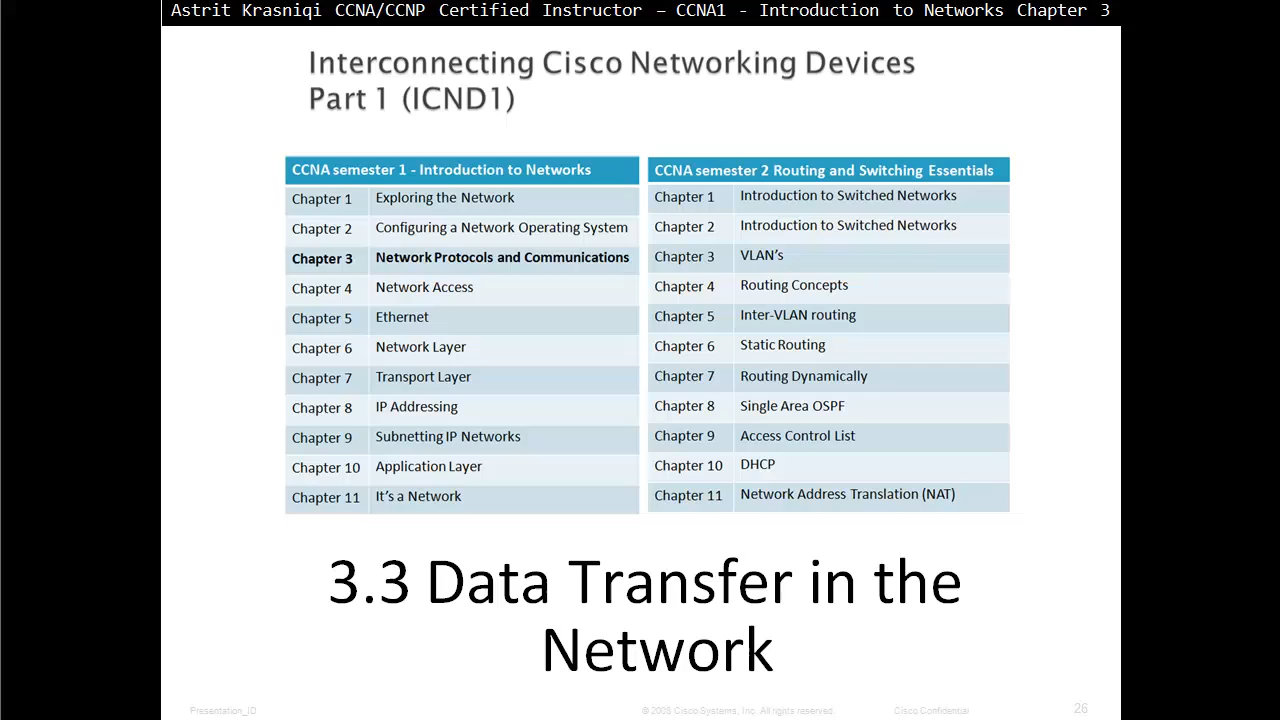 Astrit Krasniqi CCNA/CCNP Certified Instructor – CCNA1 - Introduction to Networks Chapter 3
Interconnecting Cisco Networking Devices
Part 1 (ICND1)
CCNA semester 1 - Introduction to Networks
Chapter 1 Exploring the Network
Chapter 2 Configuring a Network Operating System
Chapter 3 Network Protocols and Communications
Chapter 4 Network Access
Chapter 5 Ethernet
Chapter 6 Network Layer
Chapter 7 Transport Layer
Chapter 8 IP Addressing
Chapter 9 Subnetting IP Networks
Chapter 10 Application Layer
Chapter 11 It's a Network
CCNA semester 2 Routing and Switching Essentials
Chapter 1 Introduction to Switched Networks
Chapter 2 Introduction to Switched Networks
Chapter 3 VLAN's
Chapter 4 Routing Concepts
Chapter 5 Inter-VLAN routing
Chapter 6 Static Routing
Chapter 7 Routing Dynamically
Chapter 8 Single Area OSPF
Chapter 9 Access Control List
Chapter 10 DHCP
Chapter 11 Network Address Translation (NAT)
3.3 Data Transfer in the
Network
Presentation_ID © 2008 Cisco Systems, Inc. All rights reserved. Cisco Confidential 26